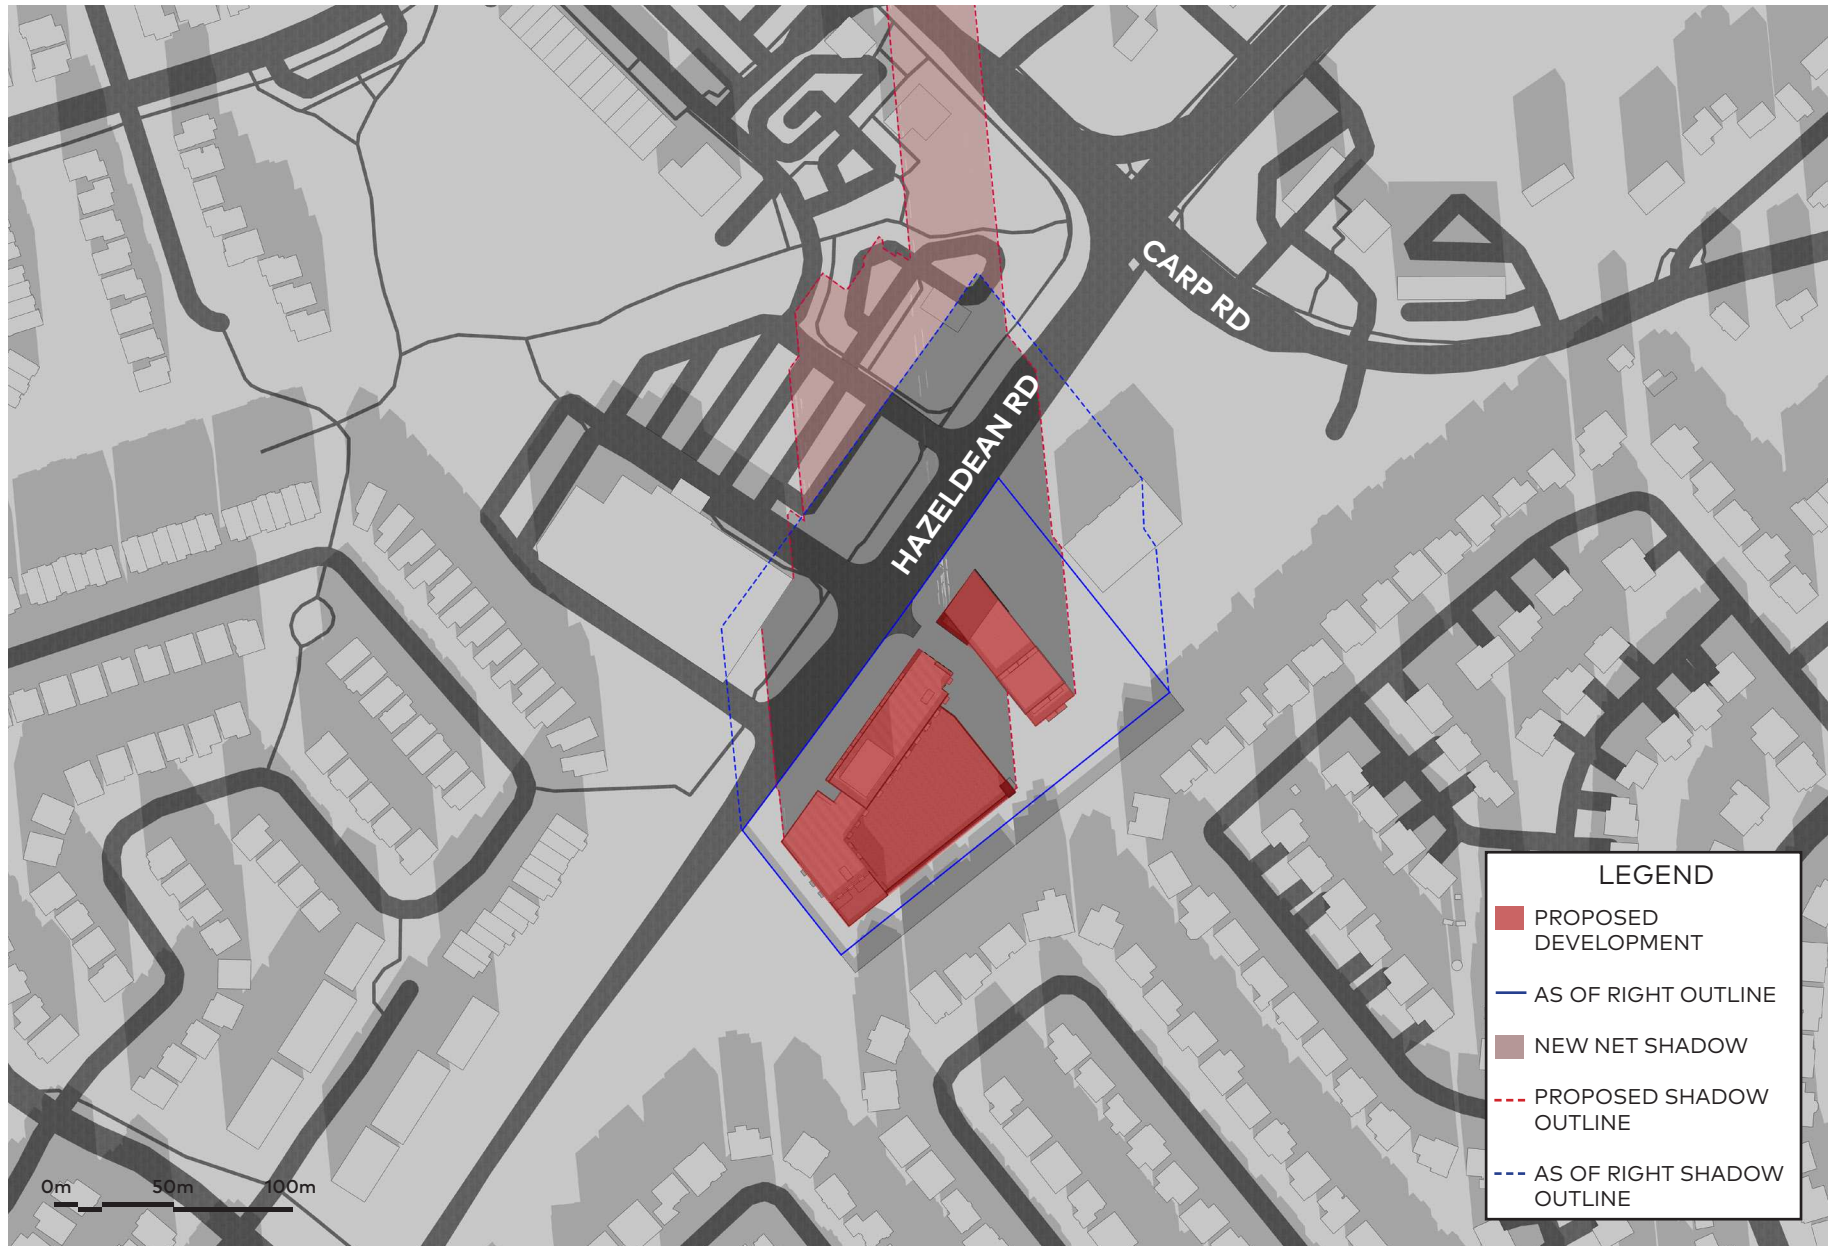 CARP RD
HAZELDEAN RD
LEGEND
PROPOSED
DEVELOPMENT
AS OF RIGHT OUTLINE
NEW NET SHADOW
PROPOSED SHADOW
OUTLINE
AS OF RIGHT SHADOW
OUTLINE
0m 50m 100m